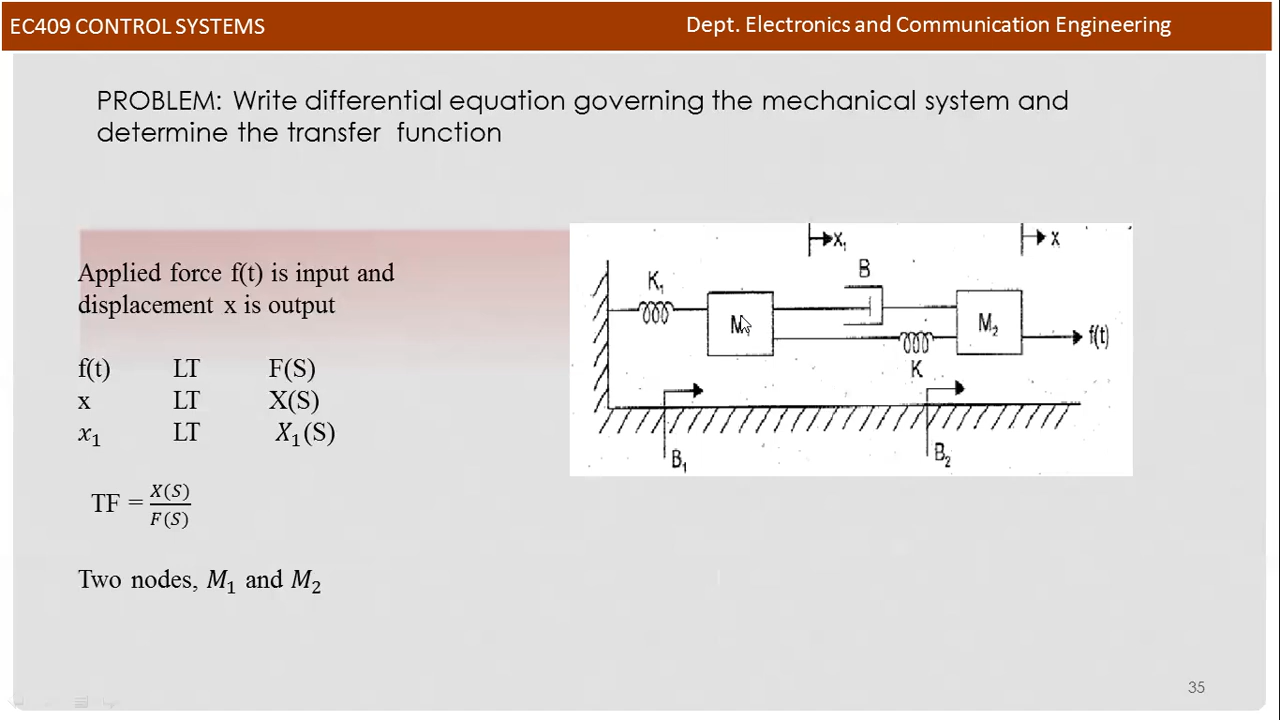 EC409 CONTROL SYSTEMS
Dept. Electronics and Communication Engineering
PROBLEM: Write differential equation governing the mechanical system and
determine the transfer function
Applied force f(t) is input and
displacement x is output
f(t) LT F(S)
x LT X(S)
x₁ LT X₁(S)
TF = X(S)/F(S)
Two nodes, M₁ and M₂
x₁
x
K₁
B
M
M₂
f(t)
K
B₁
B₂
35